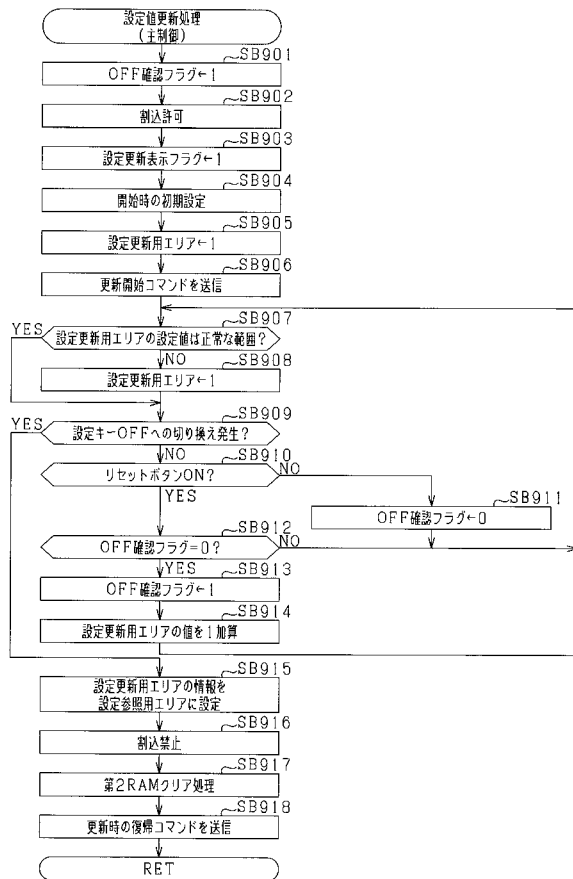 設定値更新処理
(主制御)
SB901
OFF確認フラグ←1
SB902
割込許可
SB903
設定更新表示フラグ←1
SB904
開始時の初期設定
SB905
設定更新用エリア←1
SB906
更新開始コマンドを送信
SB907
YES
設定更新用エリアの設定値は正常な範囲?
NO
SB908
設定更新用エリア←1
SB909
YES
設定キーOFFへの切り換え発生?
NO
SB910
リセットボタンON?
NO
YES
SB911
OFF確認フラグ←0
SB912
OFF確認フラグ=0?
NO
YES
SB913
OFF確認フラグ←1
SB914
設定更新用エリアの値を1加算
SB915
設定更新用エリアの情報を
設定参照用エリアに設定
SB916
割込禁止
SB917
第2RAMクリア処理
SB918
更新時の復帰コマンドを送信
RET